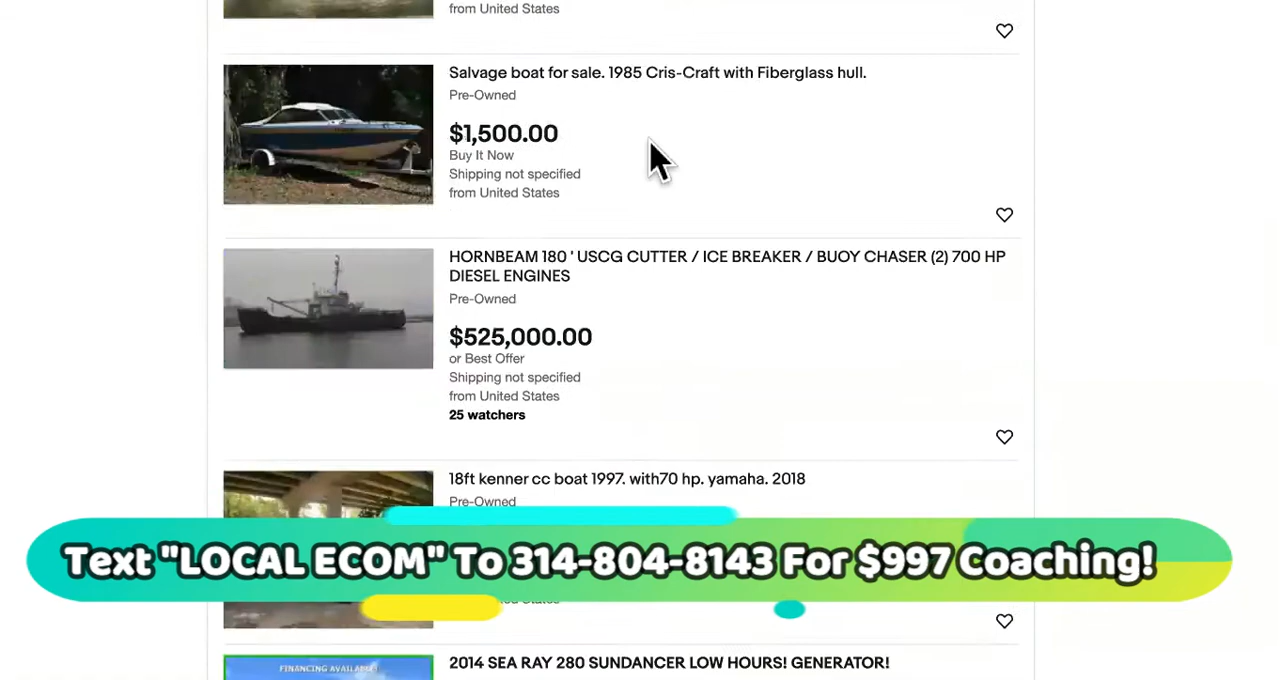 from United States
Salvage boat for sale. 1985 Cris-Craft with Fiberglass hull.
Pre-Owned
$1,500.00
Buy It Now
Shipping not specified
from United States
HORNBEAM 180 ' USCG CUTTER / ICE BREAKER / BUOY CHASER (2) 700 HP
DIESEL ENGINES
Pre-Owned
$525,000.00
or Best Offer
Shipping not specified
from United States
25 watchers
18ft kenner cc boat 1997. with70 hp. yamaha. 2018
Pre-Owned
Text "LOCAL ECOM" To 314-804-8143 For $997 Coaching!
States
FINANCING AVAILABLE!
2014 SEA RAY 280 SUNDANCER LOW HOURS! GENERATOR!